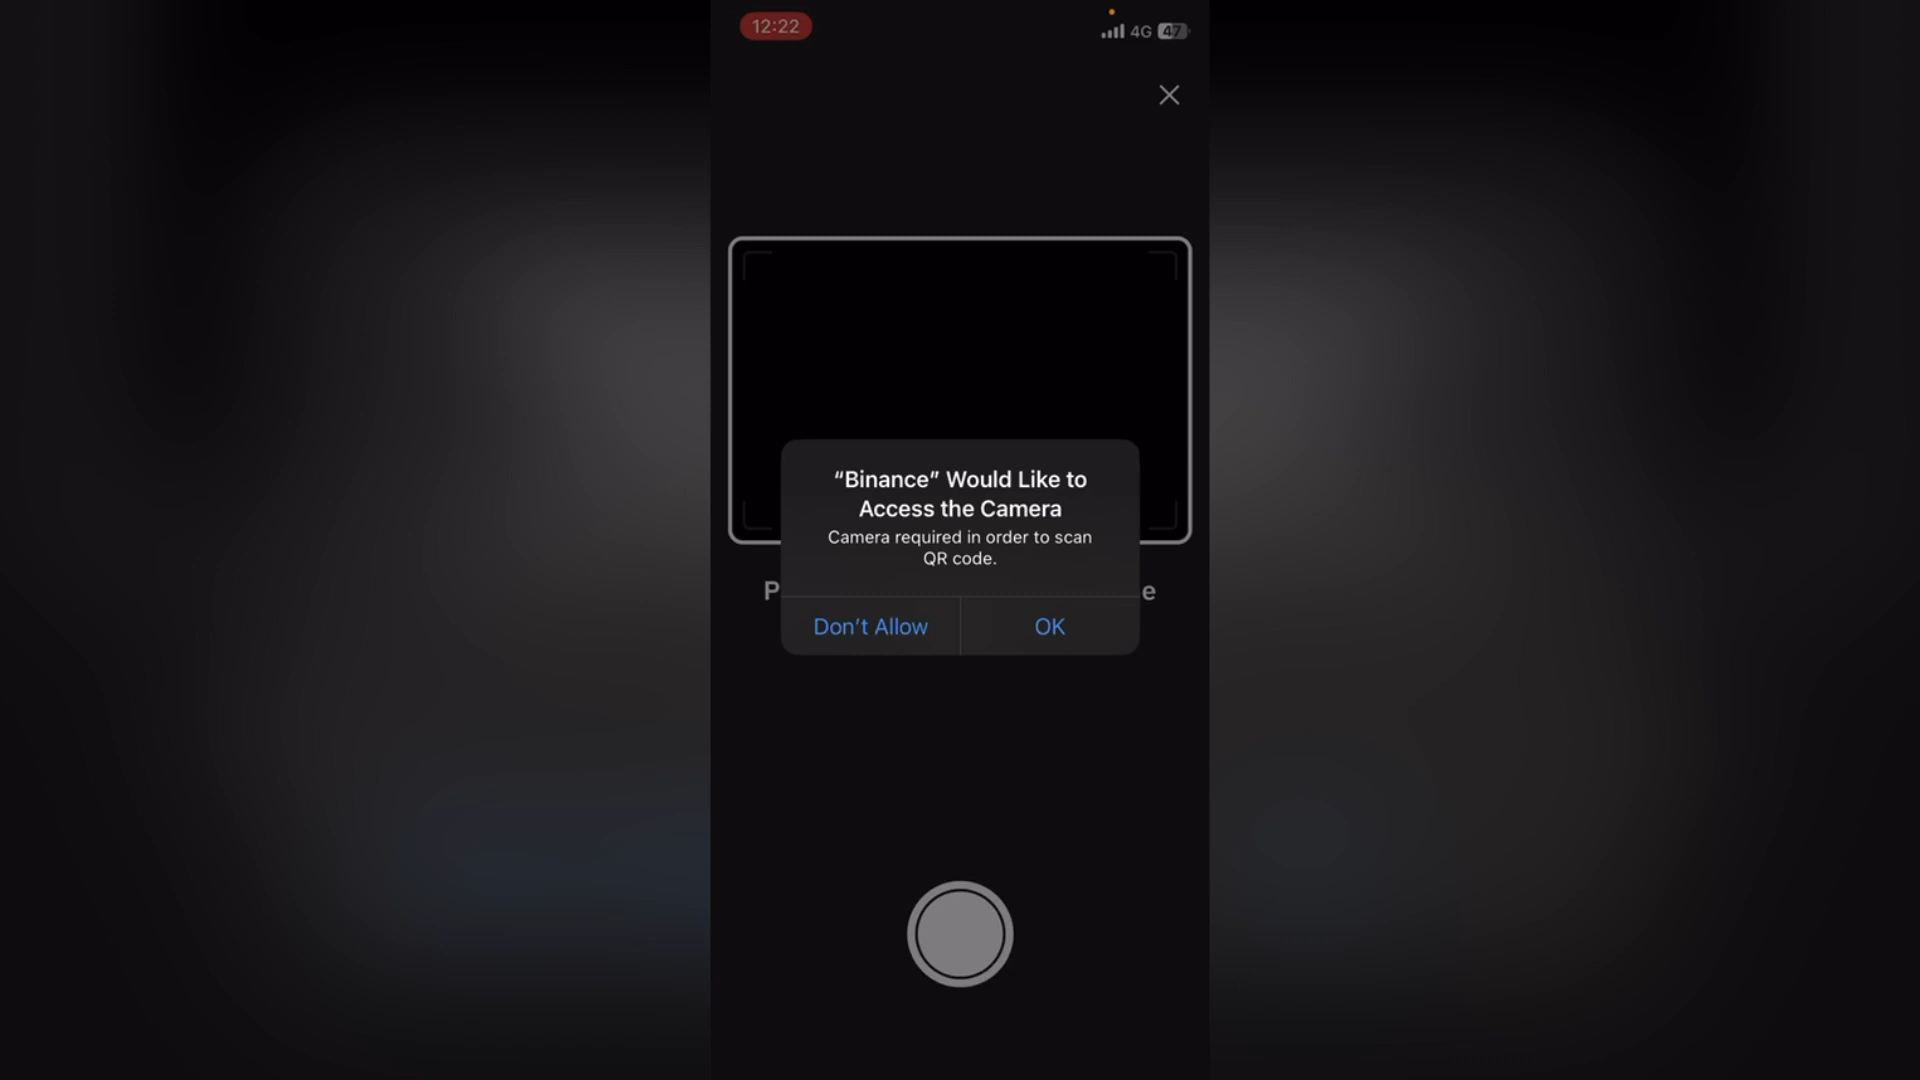 12:22
4G 47
“Binance” Would Like to
Access the Camera
Camera required in order to scan
QR code.
P e
Don’t Allow
OK